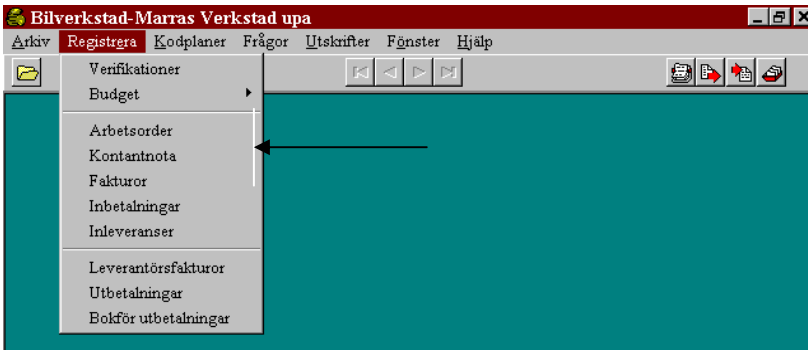 Bilverkstad-Marras Verkstad upa
Arkiv Registrera Kodplaner Frågor Utskrifter Fönster Hjälp
Verifikationer
Budget
Arbetsorder
Kontantnota
Fakturor
Inbetalningar
Inleveranser
Leverantörsfakturor
Utbetalningar
Bokför utbetalningar